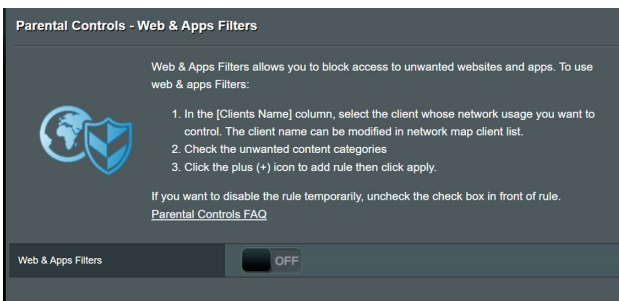 Parental Controls - Web & Apps Filters
Web & Apps Filters allows you to block access to unwanted websites and apps. To use
web & apps Filters:
1. In the [Clients Name] column, select the client whose network usage you want to
control. The client name can be modified in network map client list.
2. Check the unwanted content categories
3. Click the plus (+) icon to add rule then click apply.
If you want to disable the rule temporarily, uncheck the check box in front of rule.
Parental Controls FAQ
Web & Apps Filters
OFF